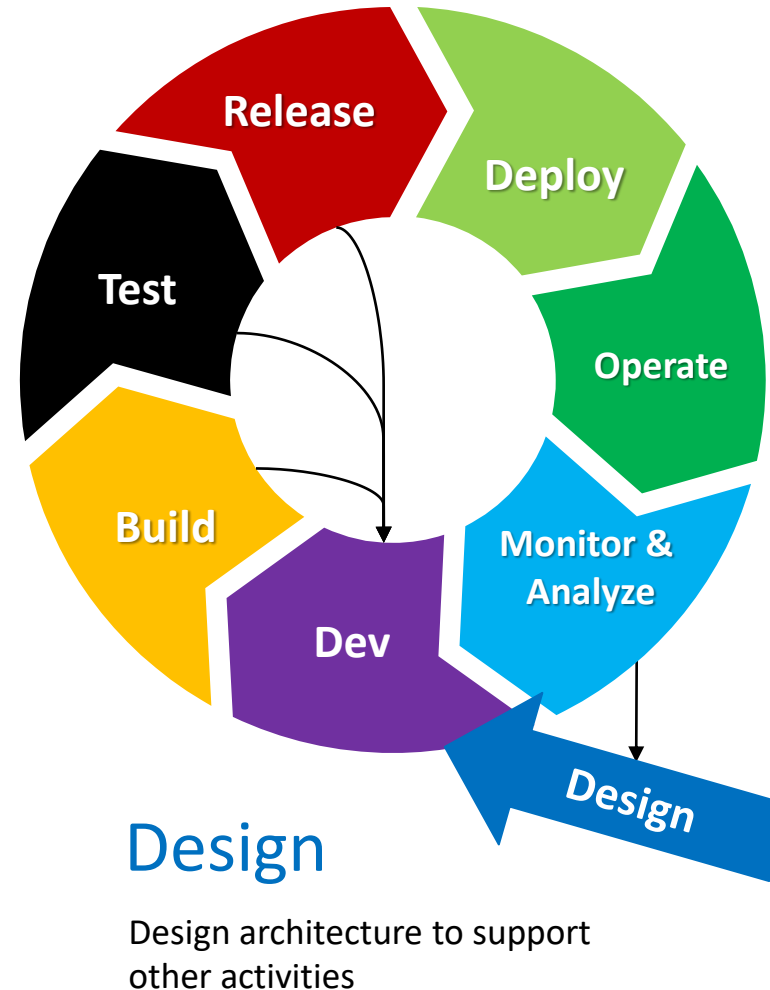 Release
Deploy
Test
Operate
Build
Monitor &
Analyze
Dev
Design
Design
Design architecture to support
other activities